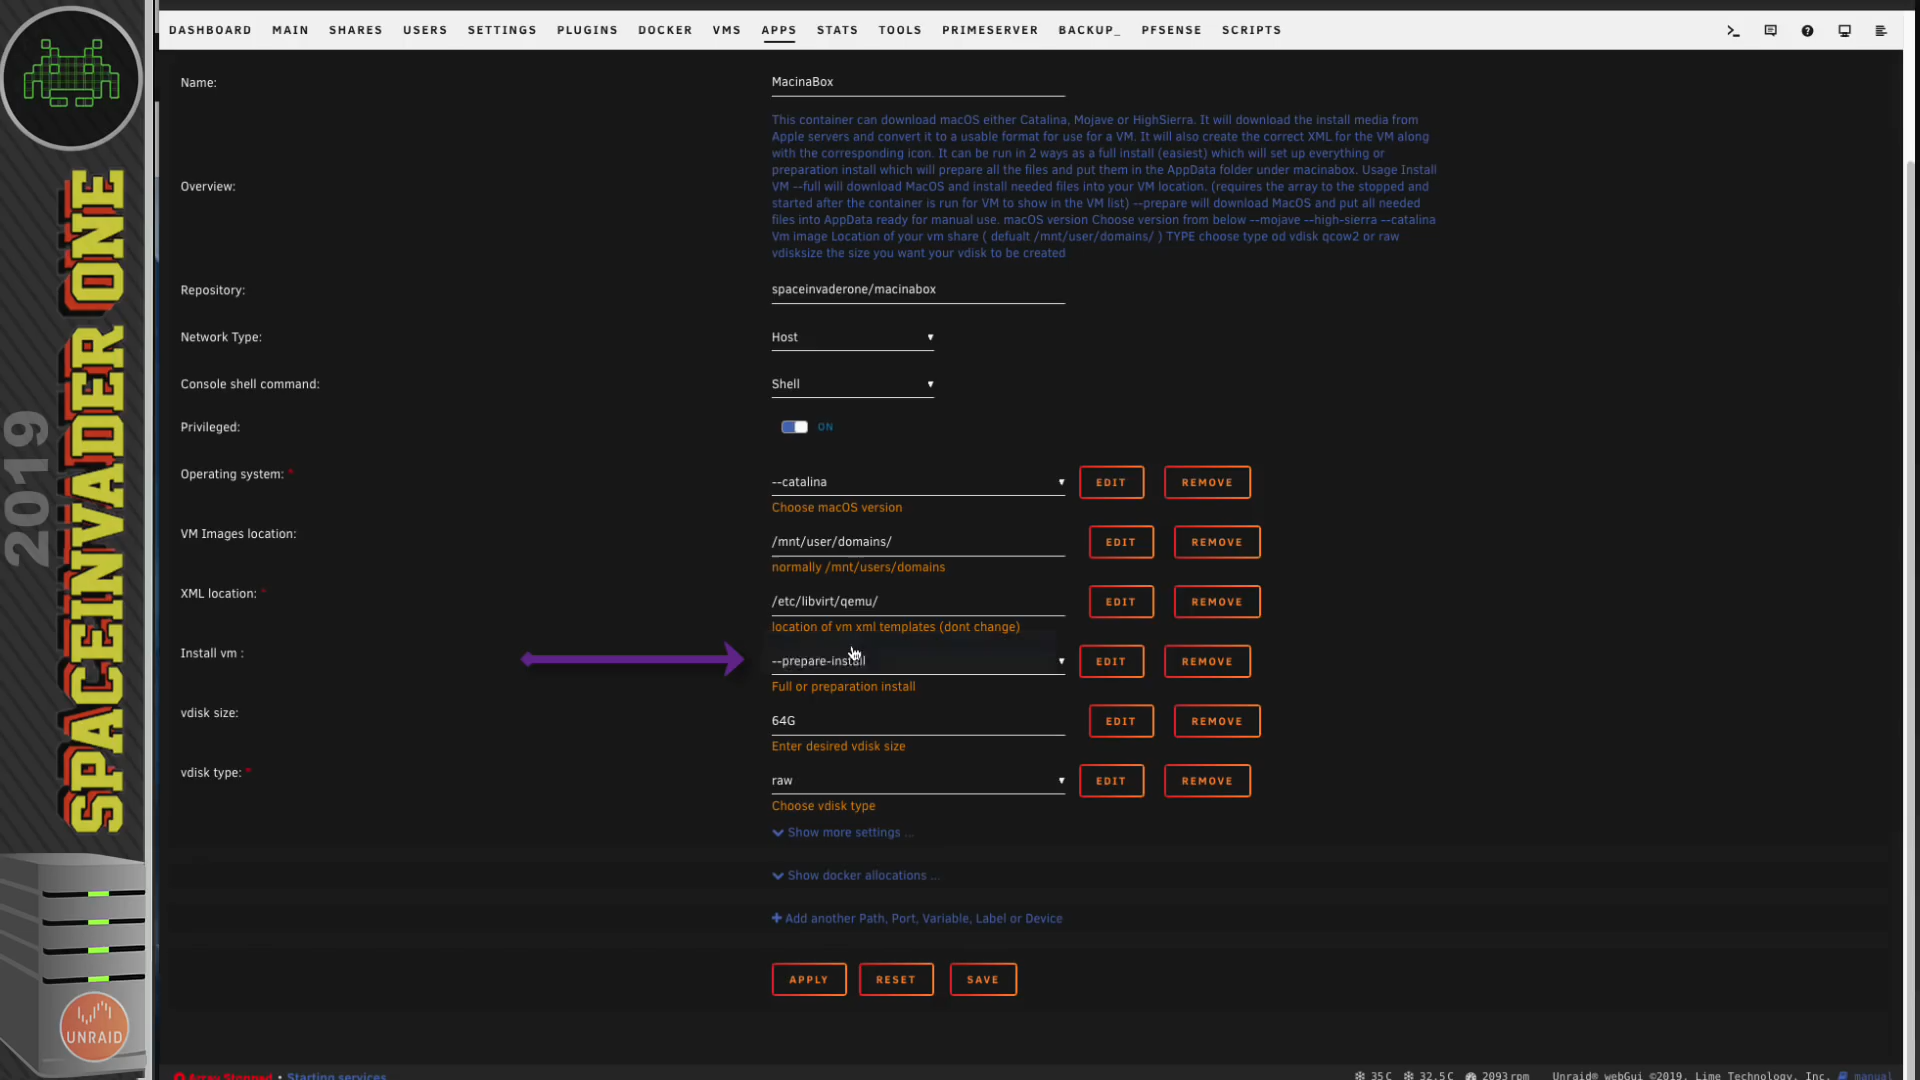 DASHBOARD MAIN SHARES USERS SETTINGS PLUGINS DOCKER VMS APPS STATS TOOLS PRIMESERVER BACKUP_ PFSENSE SCRIPTS
2019
SPACEINVADER ONE
UNRAID
Name:
MacinaBox
Overview:
This container can download macOS either Catalina, Mojave or HighSierra. It will download the install media from
Apple servers and convert it to a usable format for use for a VM. It will also create the correct XML for the VM along
with the corresponding icon. It can be run in 2 ways as a full install (easiest) which will set up everything or
preparation install which will prepare all the files and put them in the AppData folder under macinabox. Usage Install
VM --full will download MacOS and install needed files into your VM location. (requires the array to the stopped and
started after the container is run for VM to show in the VM list) --prepare will download MacOS and put all needed
files into AppData ready for manual use. macOS version Choose version from below --mojave --high-sierra --catalina
Vm image Location of your vm share ( defualt /mnt/user/domains/ ) TYPE choose type od vdisk qcow2 or raw
vdisksize the size you want your vdisk to be created
Repository:
spaceinvaderone/macinabox
Network Type:
Host
Console shell command:
Shell
Privileged:
ON
Operating system: *
--catalina
EDIT REMOVE
Choose macOS version
VM Images location:
/mnt/user/domains/
EDIT REMOVE
normally /mnt/users/domains
XML location: *
/etc/libvirt/qemu/
EDIT REMOVE
location of vm xml templates (dont change)
Install vm :
--prepare-install
EDIT REMOVE
Full or preparation install
vdisk size:
64G
EDIT REMOVE
Enter desired vdisk size
vdisk type: *
raw
EDIT REMOVE
Choose vdisk type
Show more settings ...
Show docker allocations ...
Add another Path, Port, Variable, Label or Device
APPLY RESET SAVE
Array Stopped • Starting services
35 C 32.5 C 2093 rpm Unraid® webGui ©2019, Lime Technology, Inc. manual